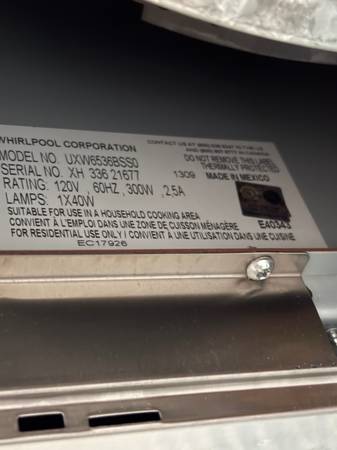 WHIRLPOOL CORPORATION
MODEL NO. UXW6536BSS0
DO NOT REMOVE THIS LABEL
SERIAL NO. XH 336 21677
THERMALLY PROTECTED
1309 MADE IN MEXICO
RATING: 120V , 60HZ, 300W , 2,5A
LAMPS: 1X40W
SUITABLE FOR USE IN A HOUSEHOLD COOKING AREA
CONVIENT À L'EMPLOI DANS UNE ZONE DE CUISSON MÉNAGÈRE
E40343
FOR RESIDENTIAL USE ONLY / CONVIENT A UNE UTILISATION DANS UNE CUISINE.
EC17926